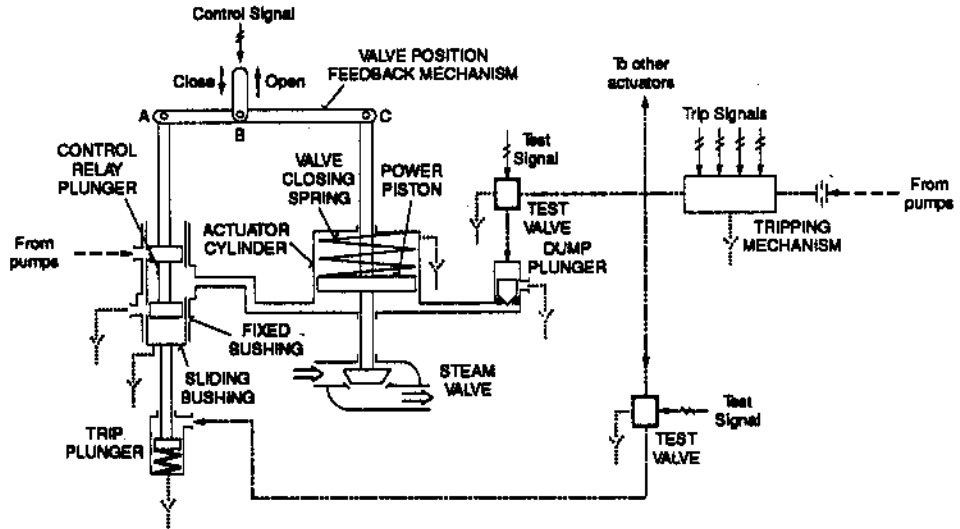 Control Signal
Close
Open
VALVE POSITION
FEEDBACK MECHANISM
A
B
C
To other
actuators
Trip Signals
Test
Signal
CONTROL
RELAY
PLUNGER
VALVE
CLOSING
SPRING
POWER
PISTON
ACTUATOR
CYLINDER
TEST
VALVE
DUMP
PLUNGER
TRIPPING
MECHANISM
From
pumps
From
pumps
FIXED
BUSHING
SLIDING
BUSHING
STEAM
VALVE
TRIP
PLUNGER
Test
Signal
TEST
VALVE